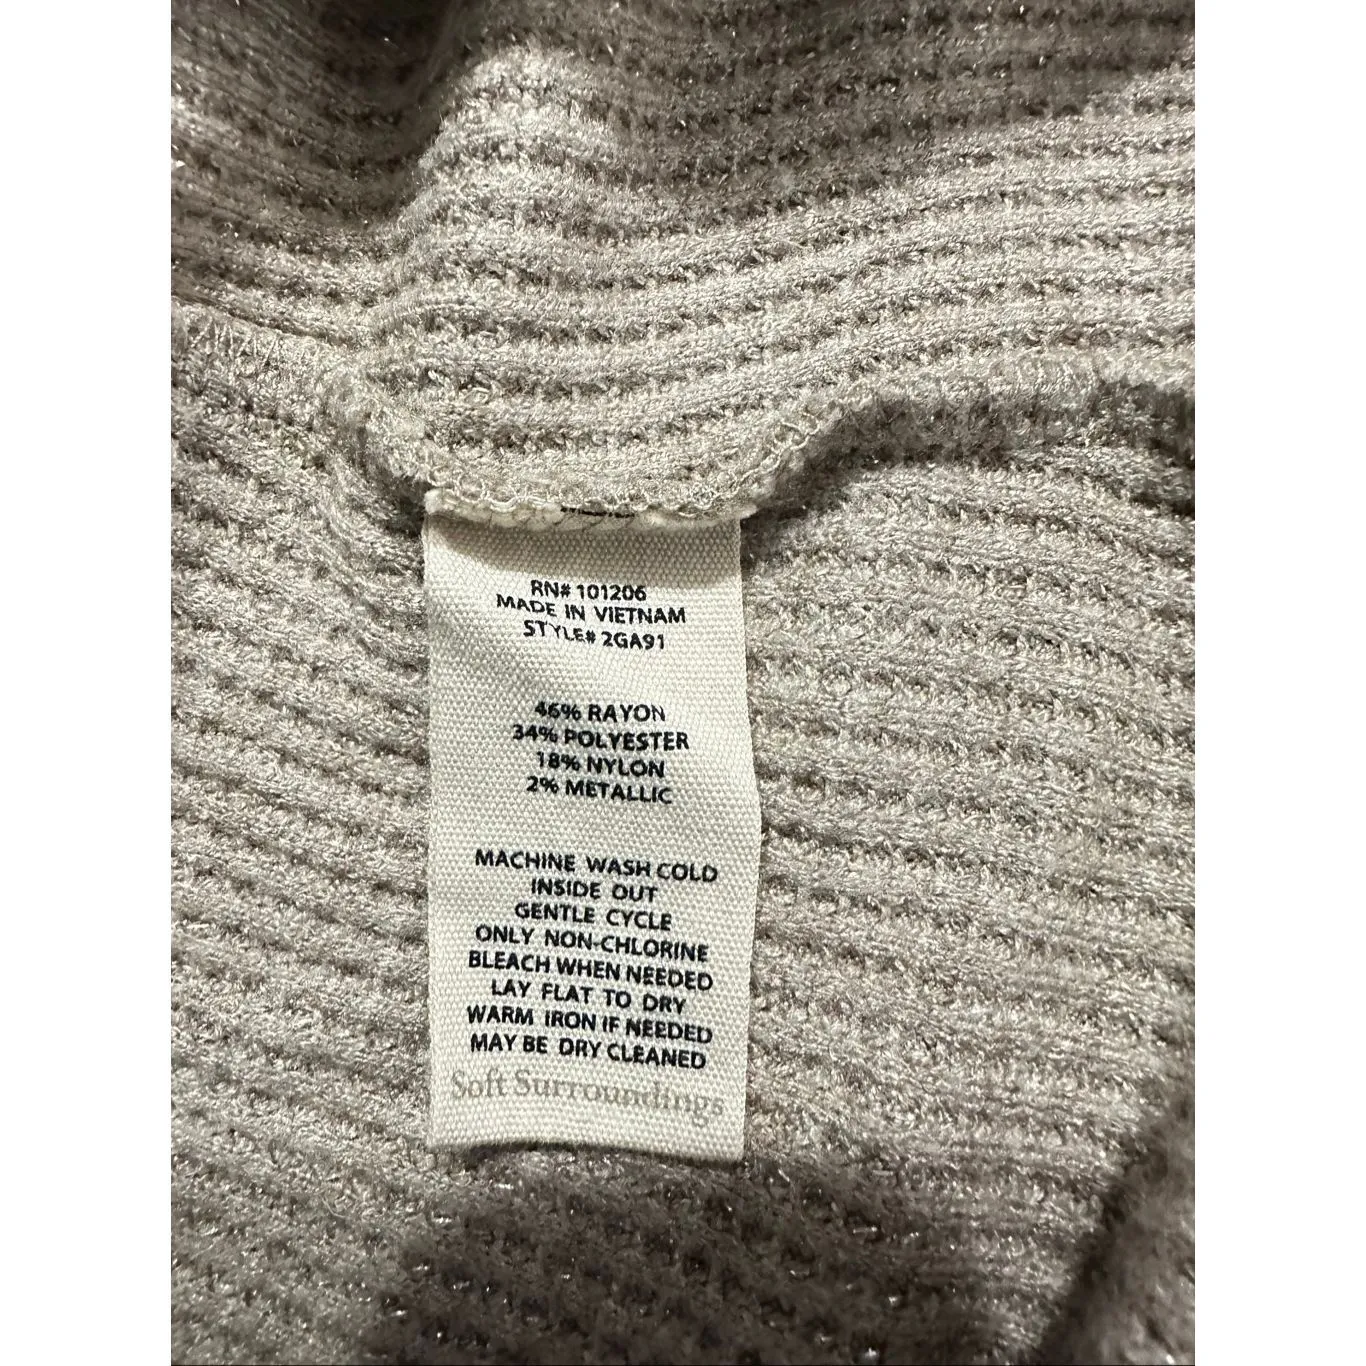 RN# 101206
MADE IN VIETNAM
STYLE# 2GA91
46% RAYON
34% POLYESTER
18% NYLON
2% METALLIC
MACHINE WASH COLD
INSIDE OUT
GENTLE CYCLE
ONLY NON-CHLORINE
BLEACH WHEN NEEDED
LAY FLAT TO DRY
WARM IRON IF NEEDED
MAY BE DRY CLEANED
Soft Surroundings